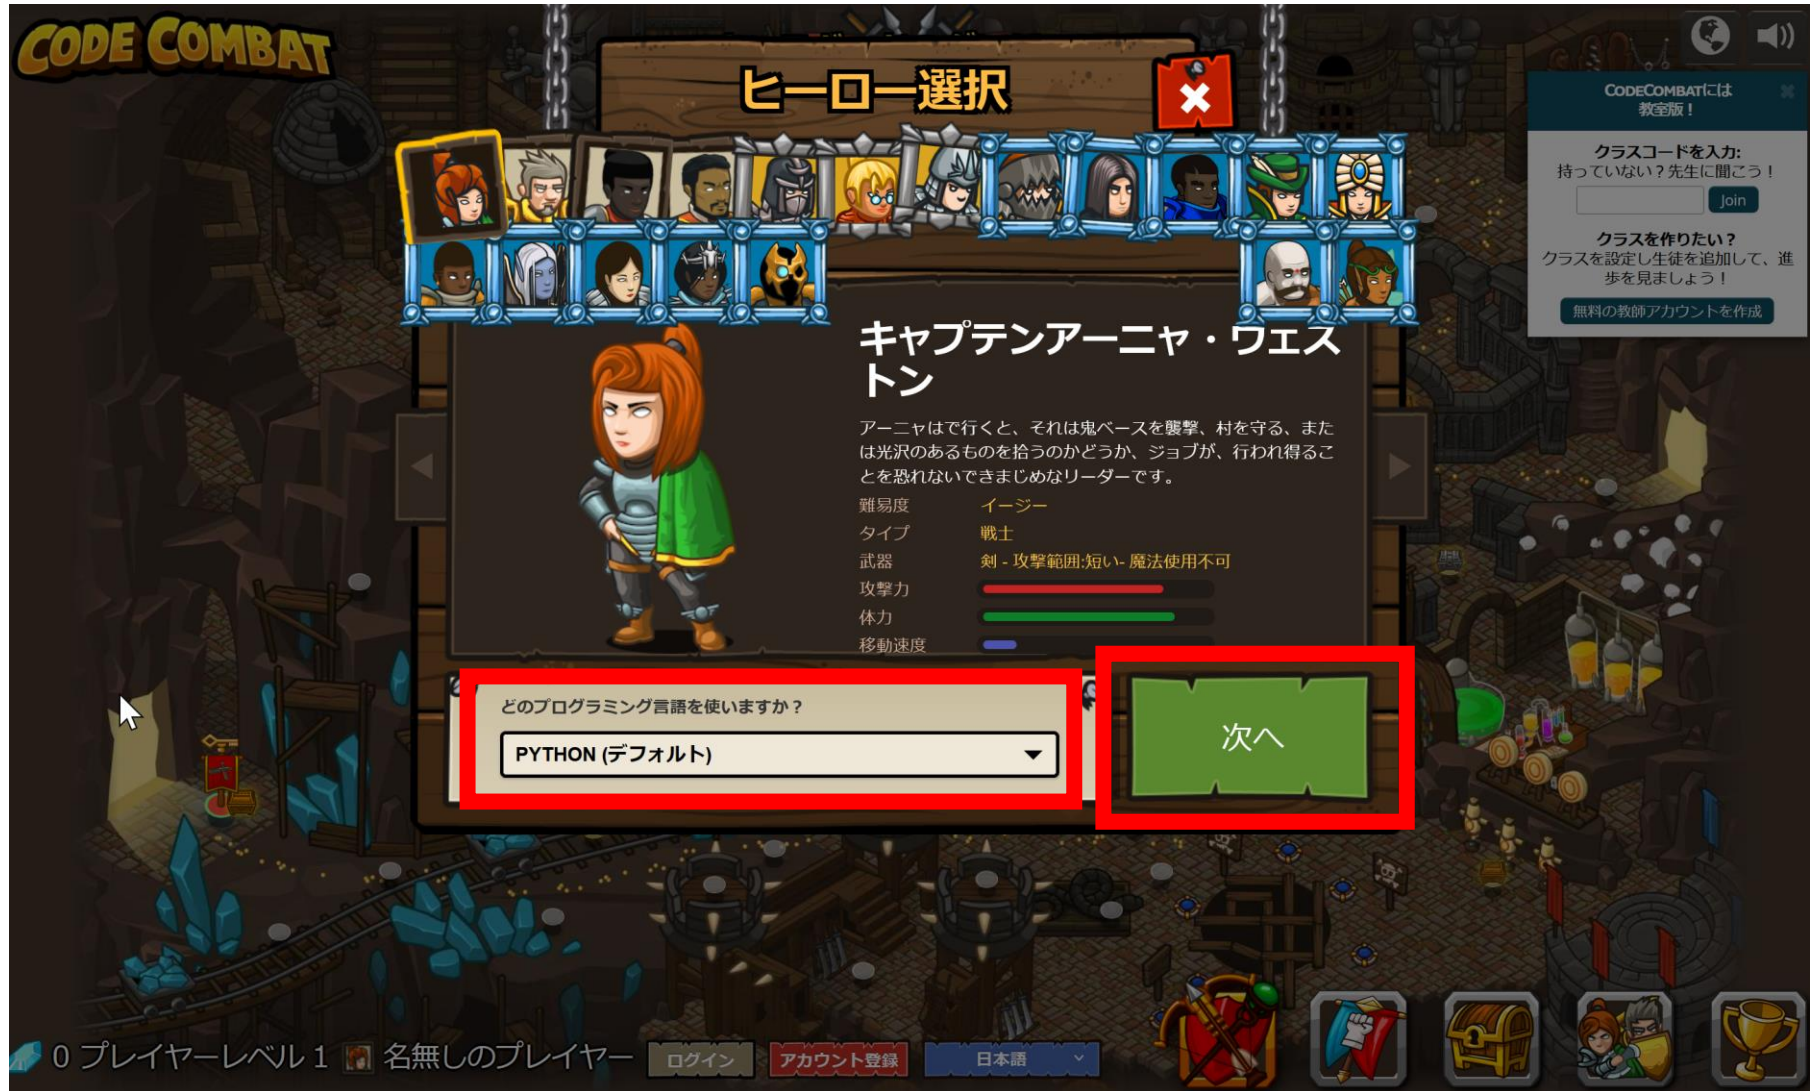 CODE COMBAT
ヒーロー選択
CODECOMBATには
教室版！
クラスコードを入力:
持っていない？先生に聞こう！
Join
クラスを作りたい？
クラスを設定し生徒を追加して、進
歩を見ましょう！
無料の教師アカウントを作成
キャプテンアーニャ・ウェス
トン
アーニャはで行くと、それは鬼ベースを襲撃、村を守る、また
は光沢のあるものを拾うのかどうか、ジョブが、行われ得るこ
とを恐れないできまじめなリーダーです。
難易度 イージー
タイプ 戦士
武器 剣 - 攻撃範囲:短い- 魔法使用不可
攻撃力
体力
移動速度
どのプログラミング言語を使いますか？
PYTHON (デフォルト)
次へ
0 プレイヤーレベル 1 名無しのプレイヤー ログイン アカウント登録 日本語